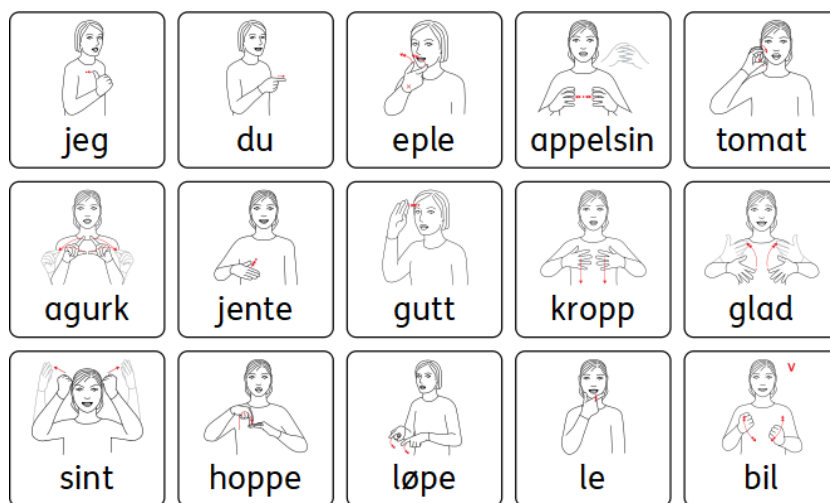 jeg du eple appelsin tomat
agurk jente gutt kropp glad
v
sint hoppe løpe le bil